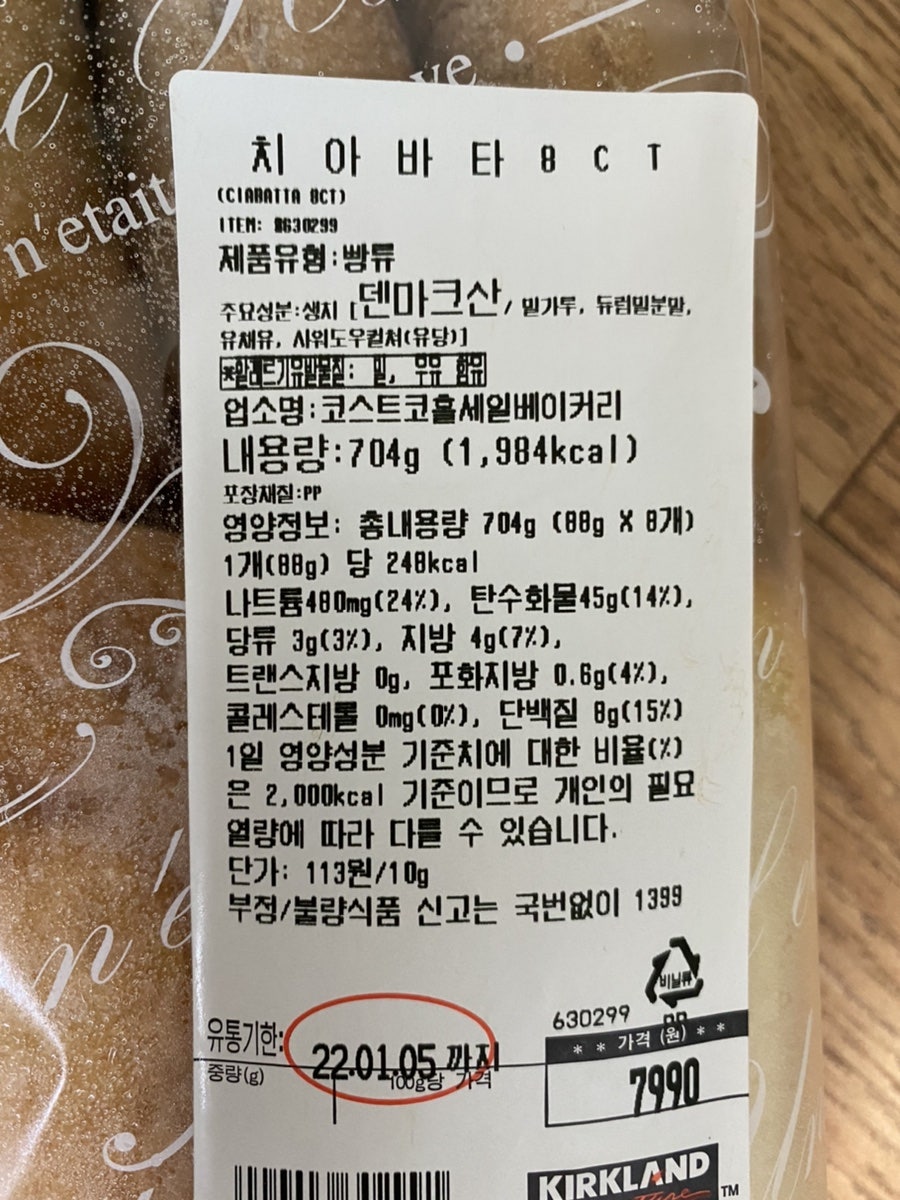 ve
n'etait
치아바타 8CT
(CIABATTA 8CT)
ITEM: #630299
제품유형:빵류
주요성분:생지 [덴마크산/ 밀가루, 듀럼밀분말,
유채유, 사워도우컬쳐(유당)]
*알레르기유발물질: 밀, 우유 함유
업소명:코스트코홀세일베이커리
내용량:704g (1,984kcal)
포장재질:PP
영양정보: 총내용량 704g (88g X 8개)
1개(88g) 당 248kcal
나트륨480mg(24%), 탄수화물45g(14%),
당류 3g(3%), 지방 4g(7%),
트랜스지방 0g, 포화지방 0.6g(4%),
콜레스테롤 0mg(0%), 단백질 8g(15%)
1일 영양성분 기준치에 대한 비율(%)
은 2,000kcal 기준이므로 개인의 필요
열량에 따라 다를 수 있습니다.
단가: 113원/10g
부정/불량식품 신고는 국번없이 1399
비닐류
PP
630299
유통기한: 22.01.05 까지
** 가격 (원) **
중량(g) 100g당 가격
7990
KIRKLAND
TM